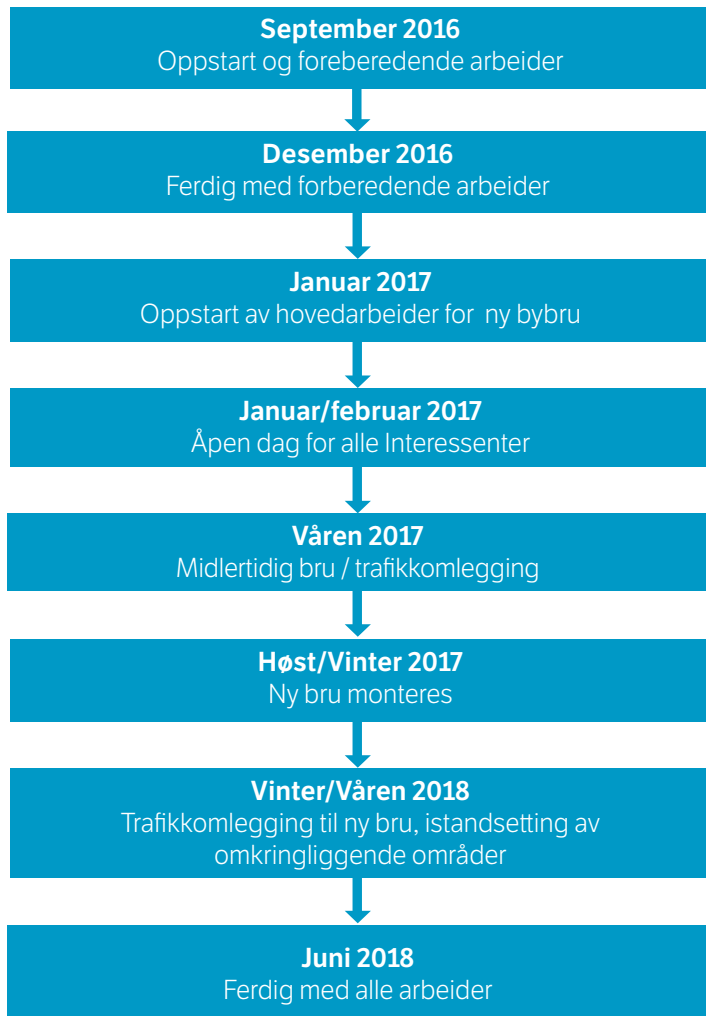 September 2016
Oppstart og foreberedende arbeider
Desember 2016
Ferdig med forberedende arbeider
Januar 2017
Oppstart av hovedarbeider for ny bybru
Januar/februar 2017
Åpen dag for alle Interessenter
Våren 2017
Midlertidig bru / trafikkomlegging
Høst/Vinter 2017
Ny bru monteres
Vinter/Våren 2018
Trafikkomlegging til ny bru, istandsetting av
omkringliggende områder
Juni 2018
Ferdig med alle arbeider